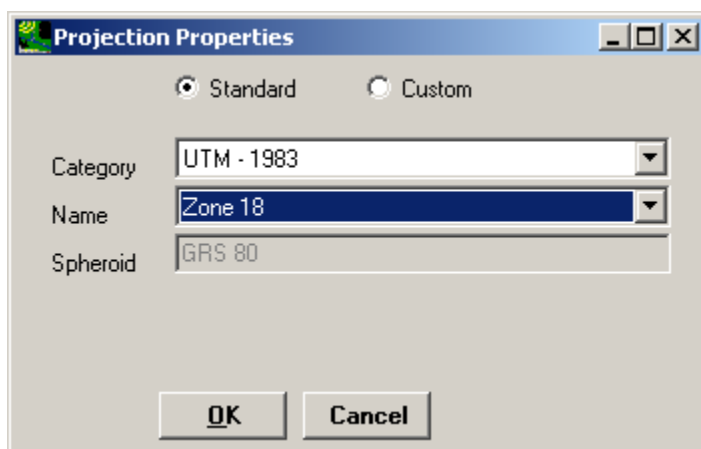 Projection Properties
Standard Custom
Category UTM - 1983
Name Zone 18
Spheroid GRS 80
OK Cancel